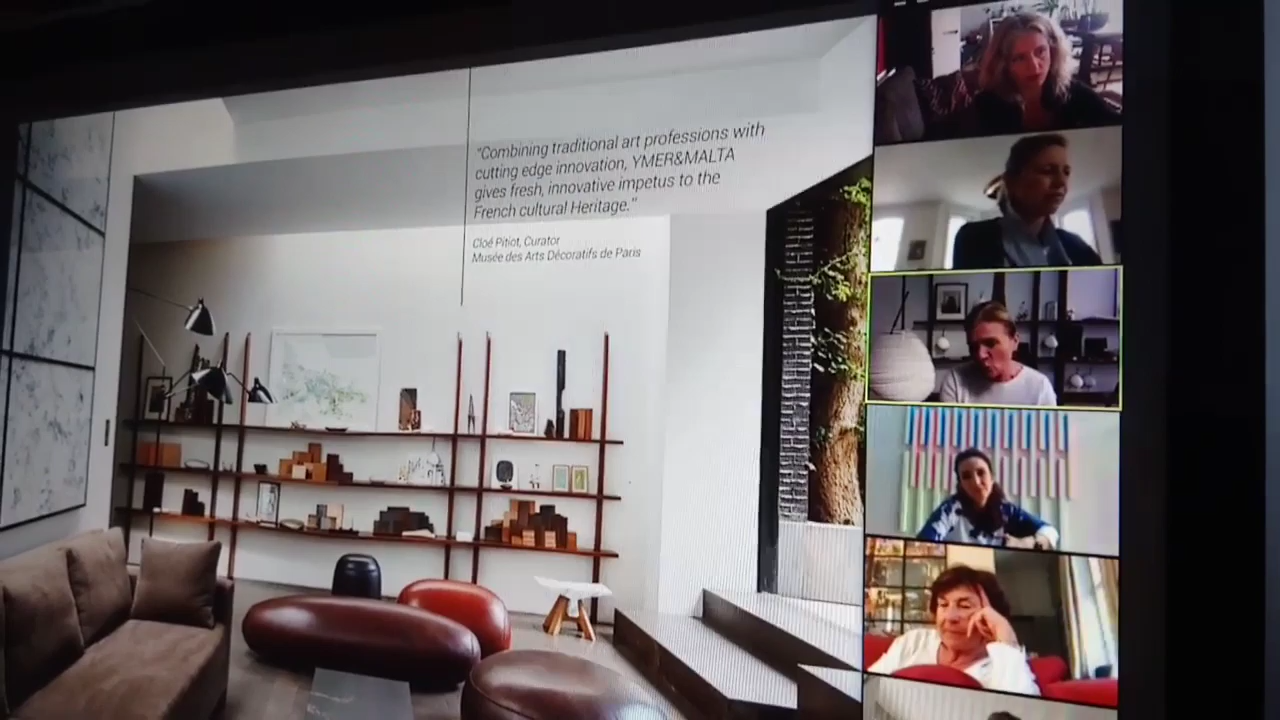 “Combining traditional art professions with
cutting edge innovation, YMER&MALTA
gives fresh, innovative impetus to the
French cultural Heritage.”
Cloé Pitiot, Curator
Musée des Arts Décoratifs de Paris